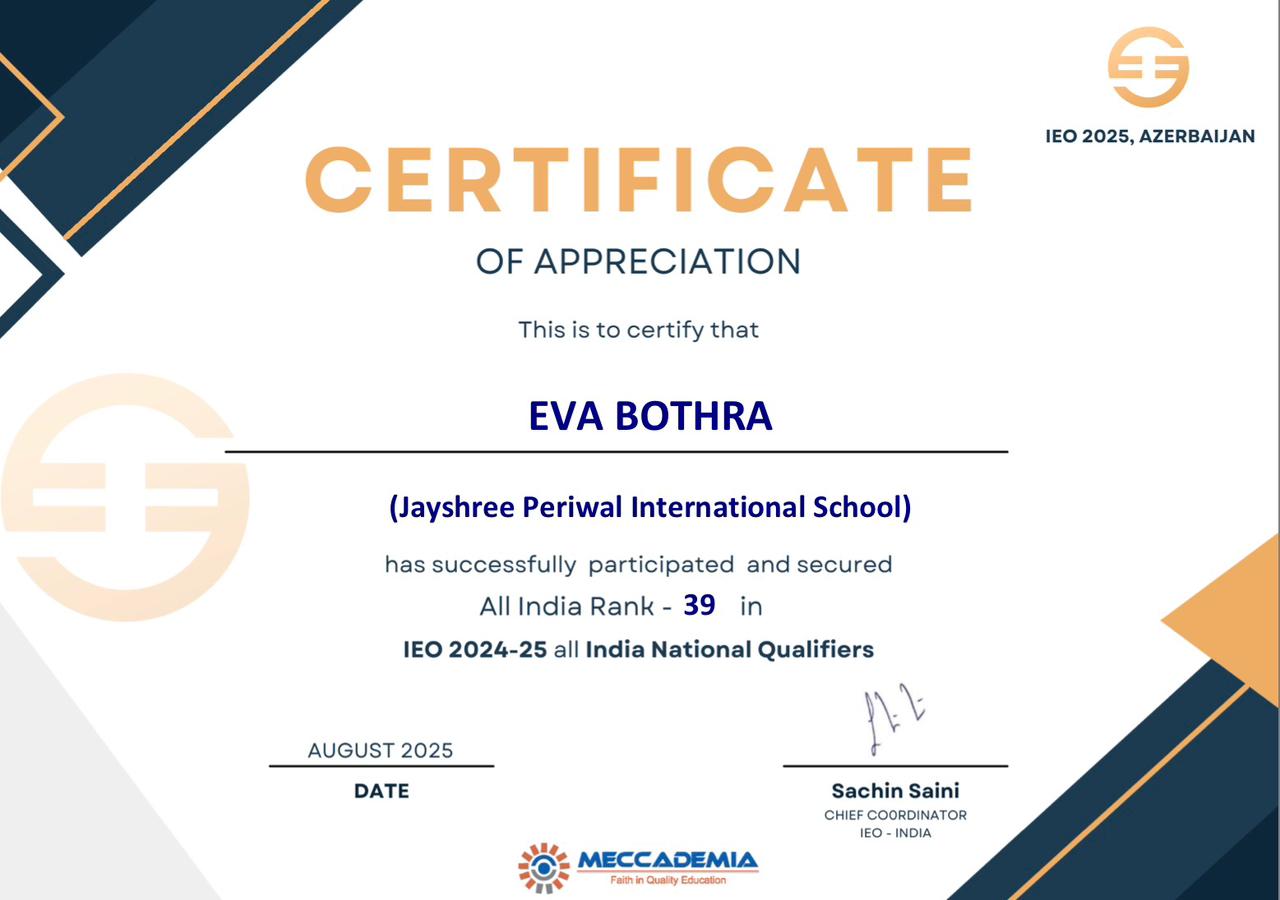 IEO 2025, AZERBAIJAN
CERTIFICATE
OF APPRECIATION
This is to certify that
EVA BOTHRA
(Jayshree Periwal International School)
has successfully participated and secured
All India Rank - 39 in
IEO 2024-25 all India National Qualifiers
AUGUST 2025
DATE
Sachin Saini
CHIEF COORDINATOR
IEO - INDIA
MECCADEMIA
Faith in Quality Education